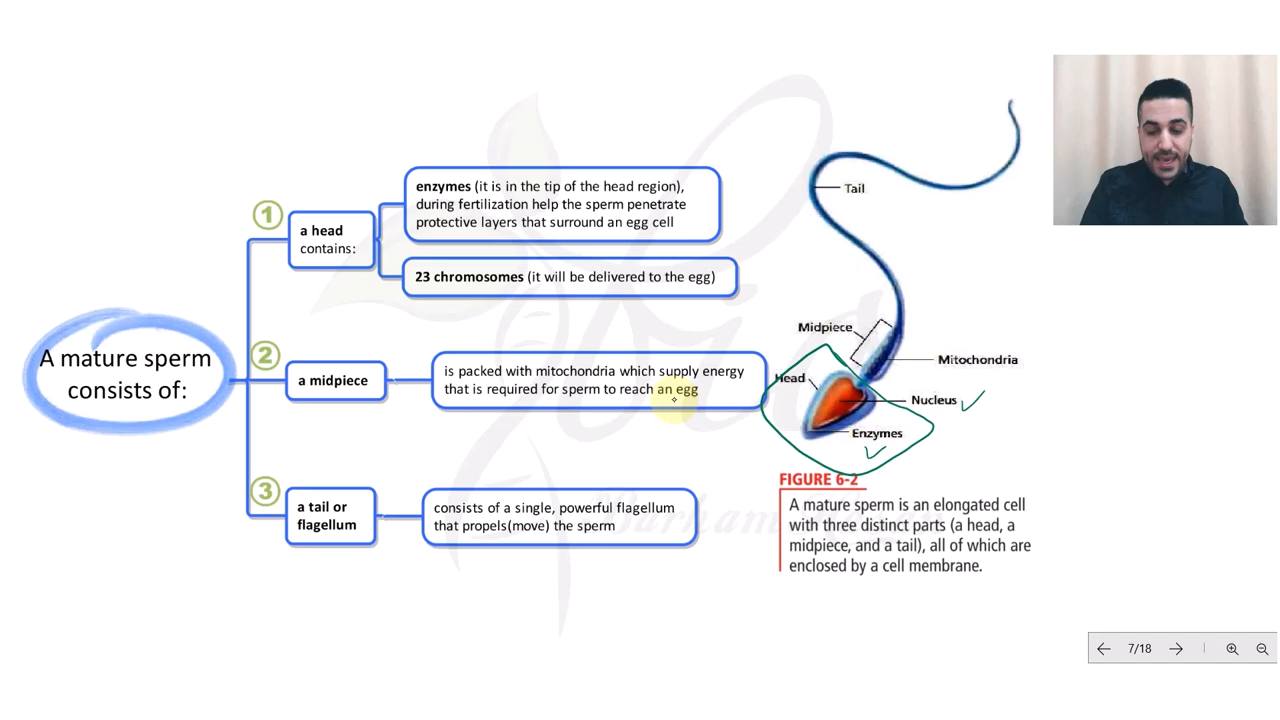 A mature sperm
consists of:
1
a head
contains:
enzymes (it is in the tip of the head region),
during fertilization help the sperm penetrate
protective layers that surround an egg cell
23 chromosomes (it will be delivered to the egg)
2
a midpiece
is packed with mitochondria which supply energy
that is required for sperm to reach an egg
3
a tail or
flagellum
consists of a single, powerful flagellum
that propels(move) the sperm
Tail
Midpiece
Mitochondria
Head
Nucleus
Enzymes
FIGURE 6-2
A mature sperm is an elongated cell
with three distinct parts (a head, a
midpiece, and a tail), all of which are
enclosed by a cell membrane.
7/18